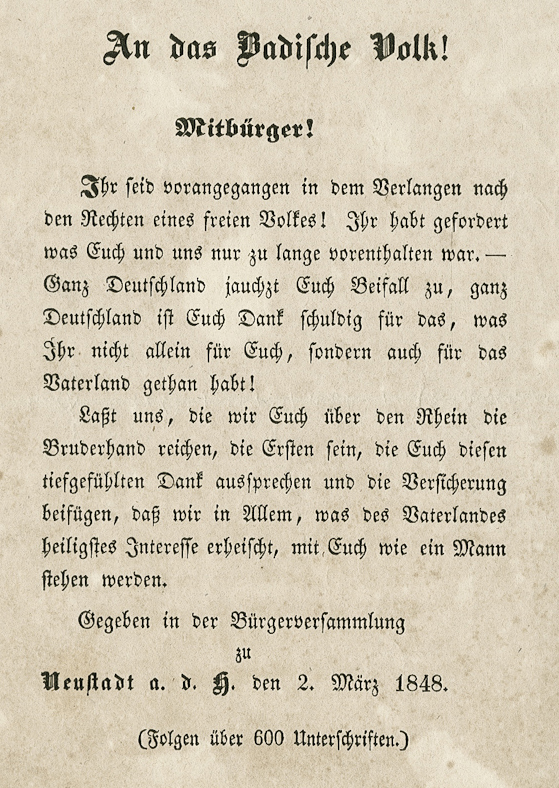 An das Badische Volk!
Mitbürger!
Ihr seid vorangegangen in dem Verlangen nach
den Rechten eines freien Volkes! Ihr habt gefordert
was Euch und uns nur zu lange vorenthalten war. —
Ganz Deutschland jauchzt Euch Beifall zu, ganz
Deutschland ist Euch Dank schuldig für das, was
Ihr nicht allein für Euch, sondern auch für das
Vaterland gethan habt!
Laßt uns, die wir Euch über den Rhein die
Bruderhand reichen, die Ersten sein, die Euch diesen
tiefgefühlten Dank aussprechen und die Versicherung
beifügen, daß wir in Allem, was des Vaterlandes
heiligstes Interesse erheischt, mit Euch wie ein Mann
stehen werden.
Gegeben in der Bürgerversammlung
zu
Neustadt a. d. H. den 2. März 1848.
(Folgen über 600 Unterschriften.)